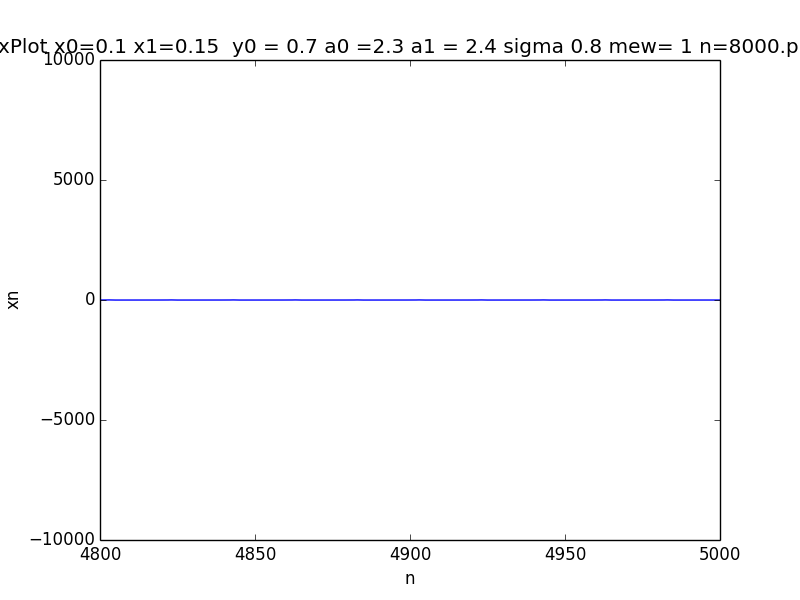 xPlot x0=0.1 x1=0.15  y0 = 0.7 a0 =2.3 a1 = 2.4 sigma 0.8 mew= 1 n=8000.p
10000
5000
0
−5000
−10000
xn
4800 4850 4900 4950 5000
n